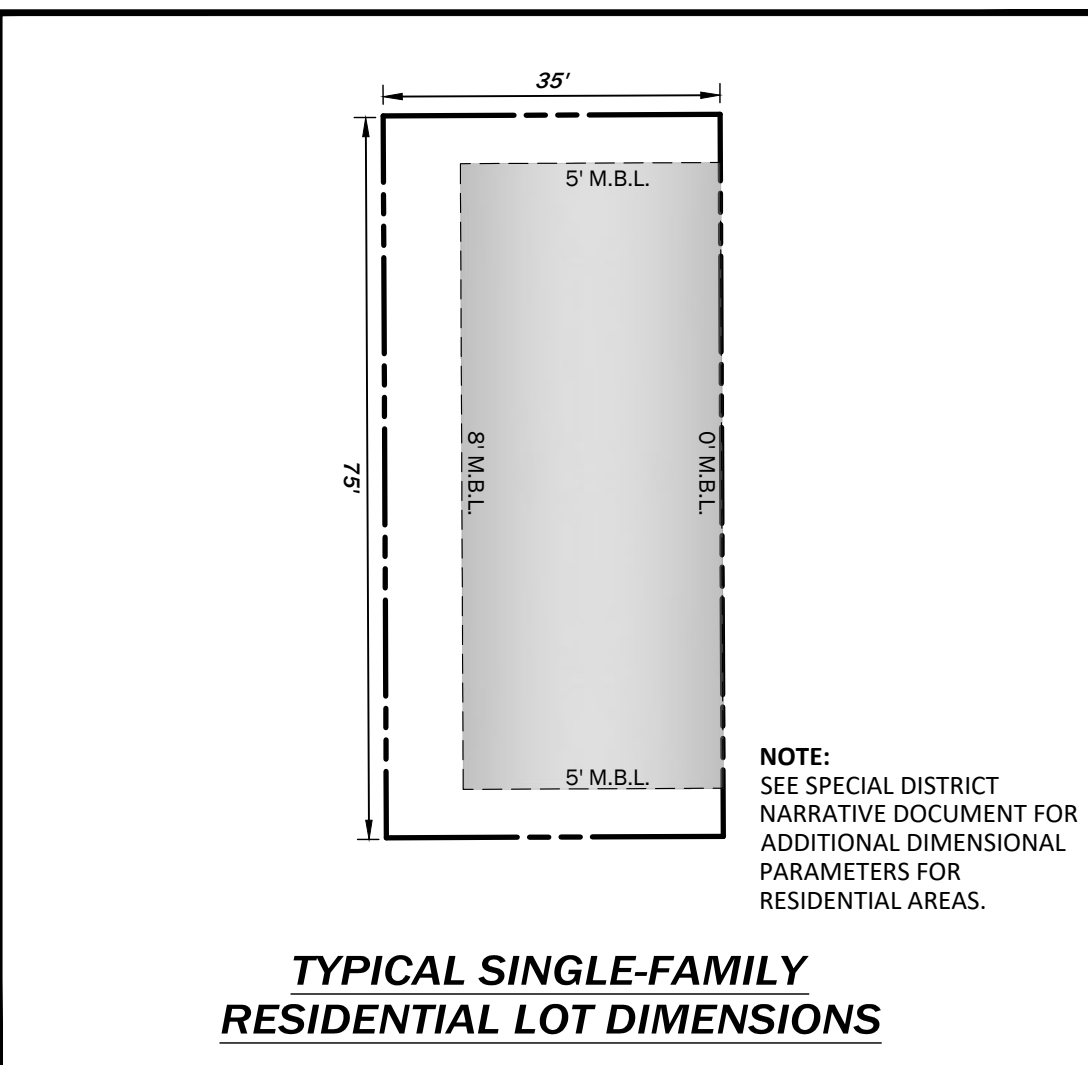 35'
5' M.B.L.
75'
8' M.B.L.
0' M.B.L.
5' M.B.L.
NOTE:
SEE SPECIAL DISTRICT
NARRATIVE DOCUMENT FOR
ADDITIONAL DIMENSIONAL
PARAMETERS FOR
RESIDENTIAL AREAS.
TYPICAL SINGLE-FAMILY
RESIDENTIAL LOT DIMENSIONS